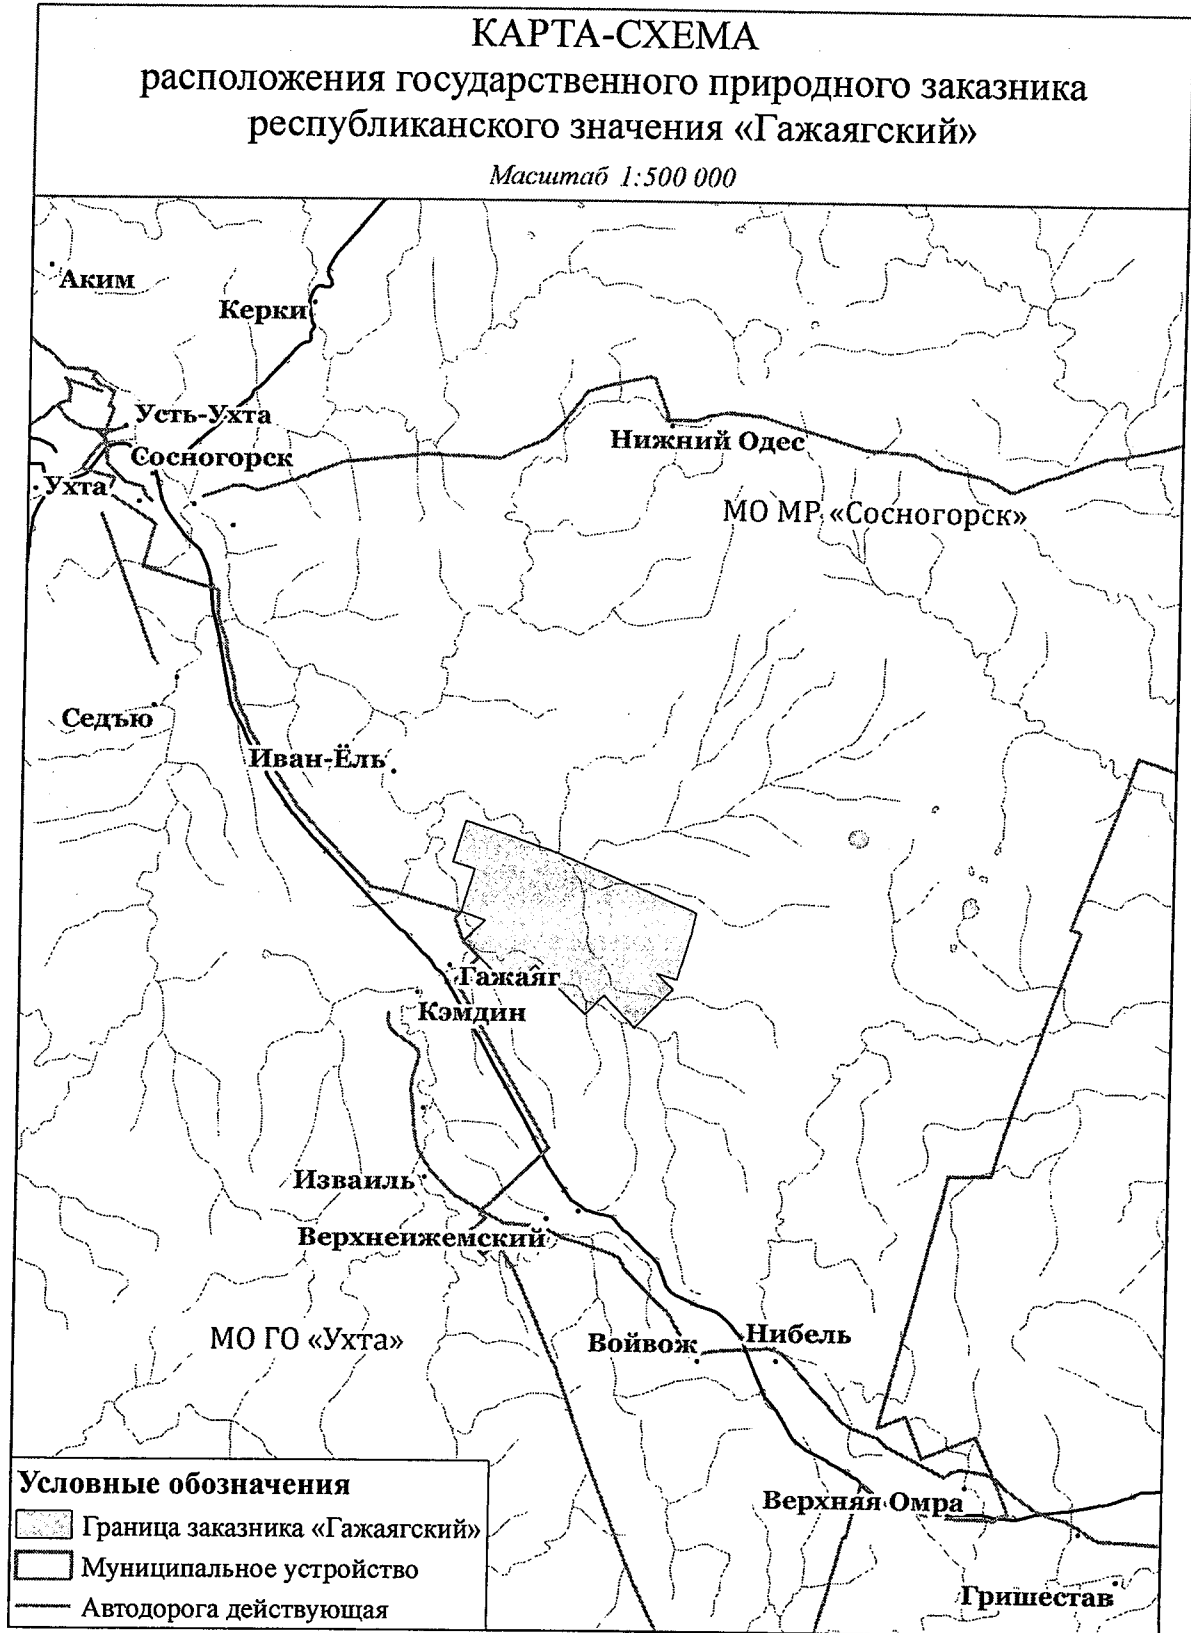 КАРТА-СХЕМА
расположения государственного природного заказника
республиканского значения «Гажаягский»
Масштаб 1:500 000
Аким
Керки
Усть-Ухта
Сосногорск
Нижний Одес
Ухта
МО МР «Сосногорск»
Седъю
Иван-Ёль
Гажаяг
Кэмдин
Изваиль
Верхнеижемский
МО ГО «Ухта»
Войвож
Нибель
Верхняя Омра
Гришестав
Условные обозначения
Граница заказника «Гажаягский»
Муниципальное устройство
Автодорога действующая